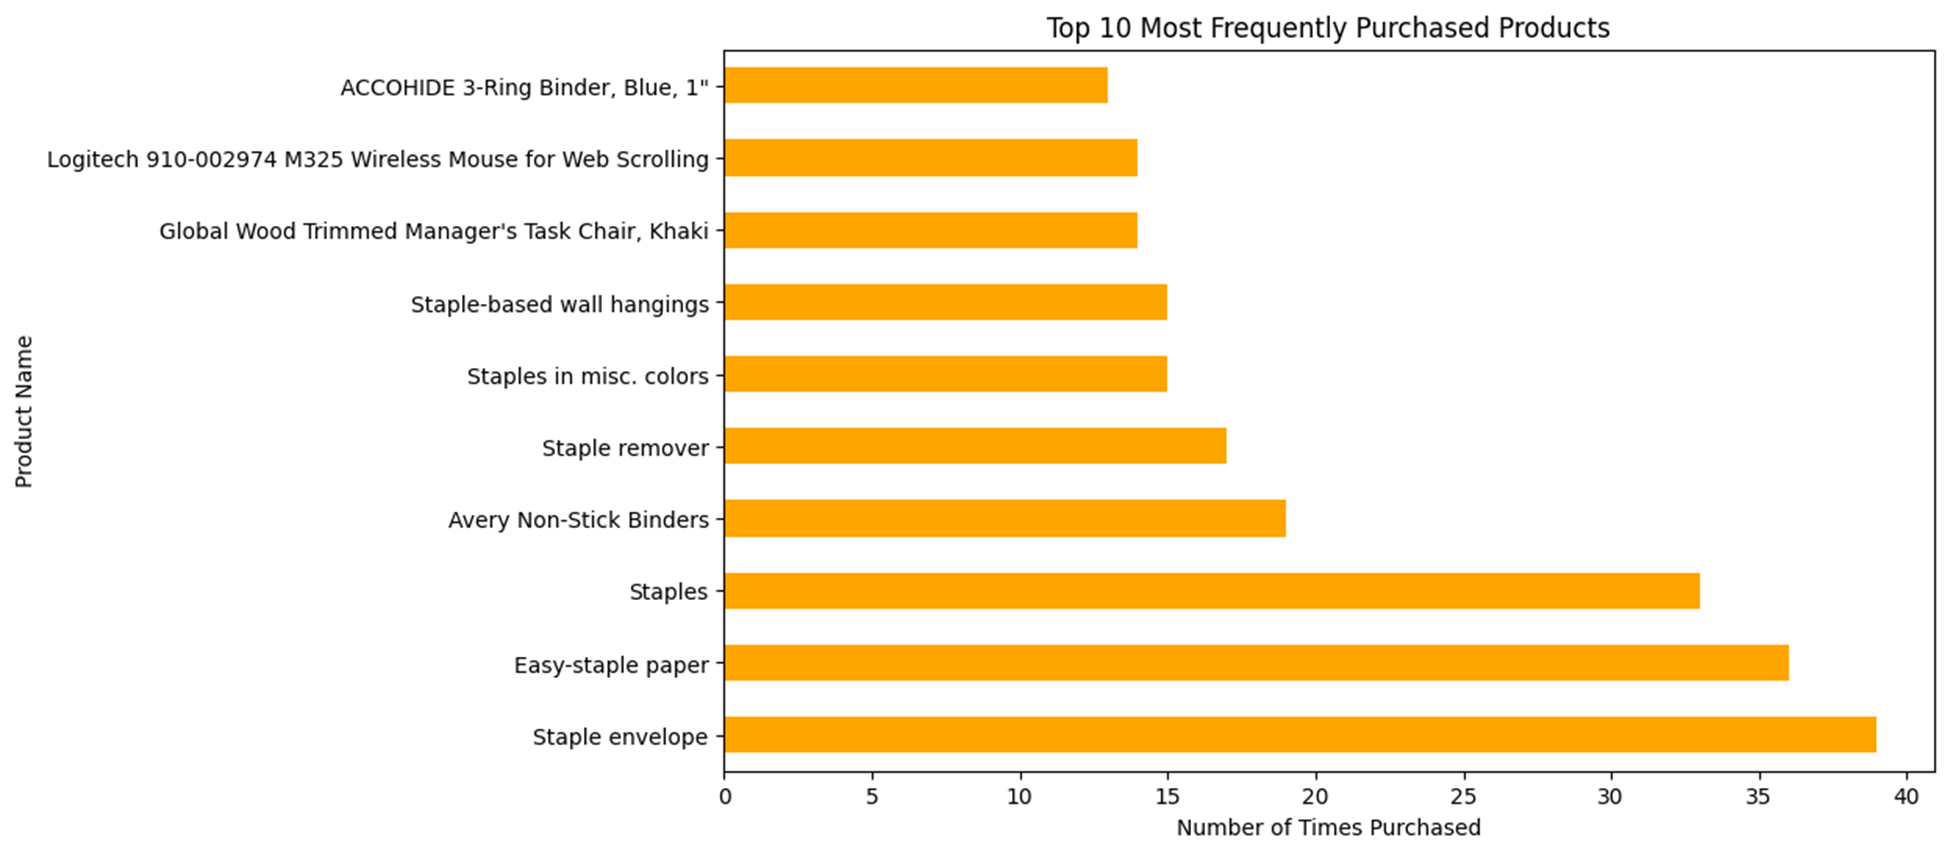 Top 10 Most Frequently Purchased Products
Product Name
ACCOHIDE 3-Ring Binder, Blue, 1"
Logitech 910-002974 M325 Wireless Mouse for Web Scrolling
Global Wood Trimmed Manager's Task Chair, Khaki
Staple-based wall hangings
Staples in misc. colors
Staple remover
Avery Non-Stick Binders
Staples
Easy-staple paper
Staple envelope
0 5 10 15 20 25 30 35 40
Number of Times Purchased